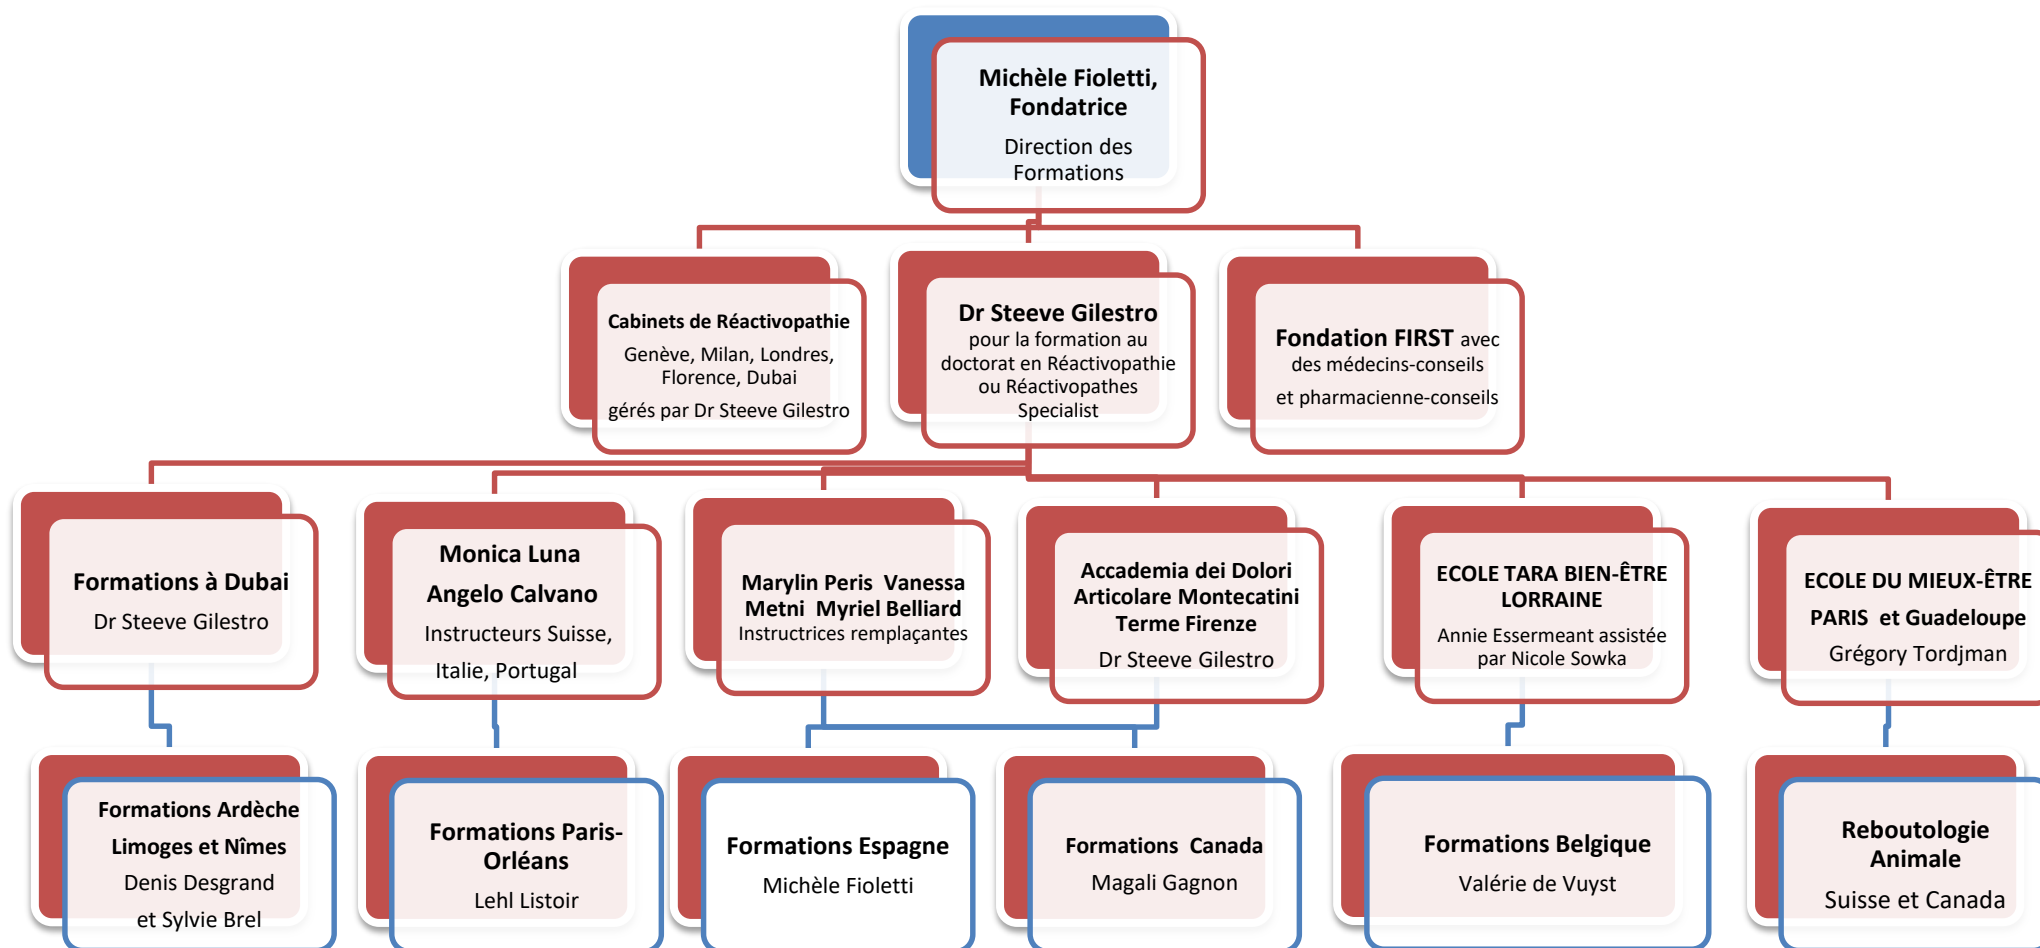 Michèle Fioletti,
Fondatrice
Direction des
Formations
Cabinets de Réactivopathie
Genève, Milan, Londres,
Florence, Dubai
gérés par Dr Steeve Gilestro
Dr Steeve Gilestro
pour la formation au
doctorat en Réactivopathie
ou Réactivopathes
Specialist
Fondation FIRST avec
des médecins-conseils
et pharmacienne-conseils
Formations à Dubai
Dr Steeve Gilestro
Monica Luna
Angelo Calvano
Instructeurs Suisse,
Italie, Portugal
Marylin Peris Vanessa
Metni Myriel Belliard
Instructrices remplaçantes
Accademia dei Dolori
Articolare Montecatini
Terme Firenze
Dr Steeve Gilestro
ECOLE TARA BIEN-ÊTRE
LORRAINE
Annie Essermeant assistée
par Nicole Sowka
ECOLE DU MIEUX-ÊTRE
PARIS et Guadeloupe
Grégory Tordjman
Formations Ardèche
Limoges et Nîmes
Denis Desgrand
et Sylvie Brel
Formations Paris-
Orléans
Lehl Listoir
Formations Espagne
Michèle Fioletti
Formations Canada
Magali Gagnon
Formations Belgique
Valérie de Vuyst
Reboutologie
Animale
Suisse et Canada